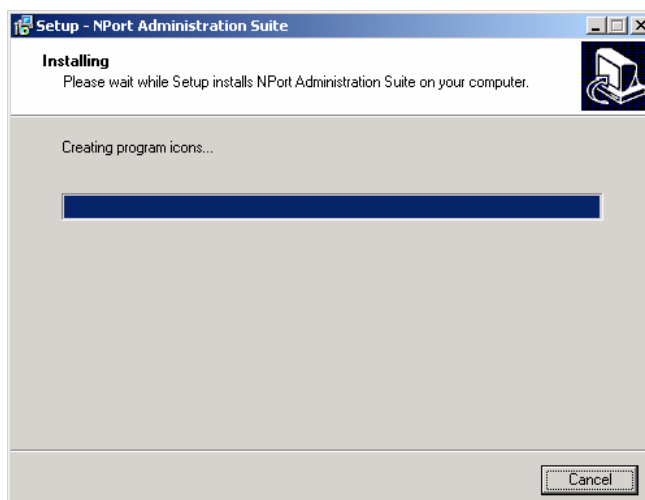 Setup - NPort Administration Suite
Installing
Please wait while Setup installs NPort Administration Suite on your computer.
Creating program icons...
Cancel